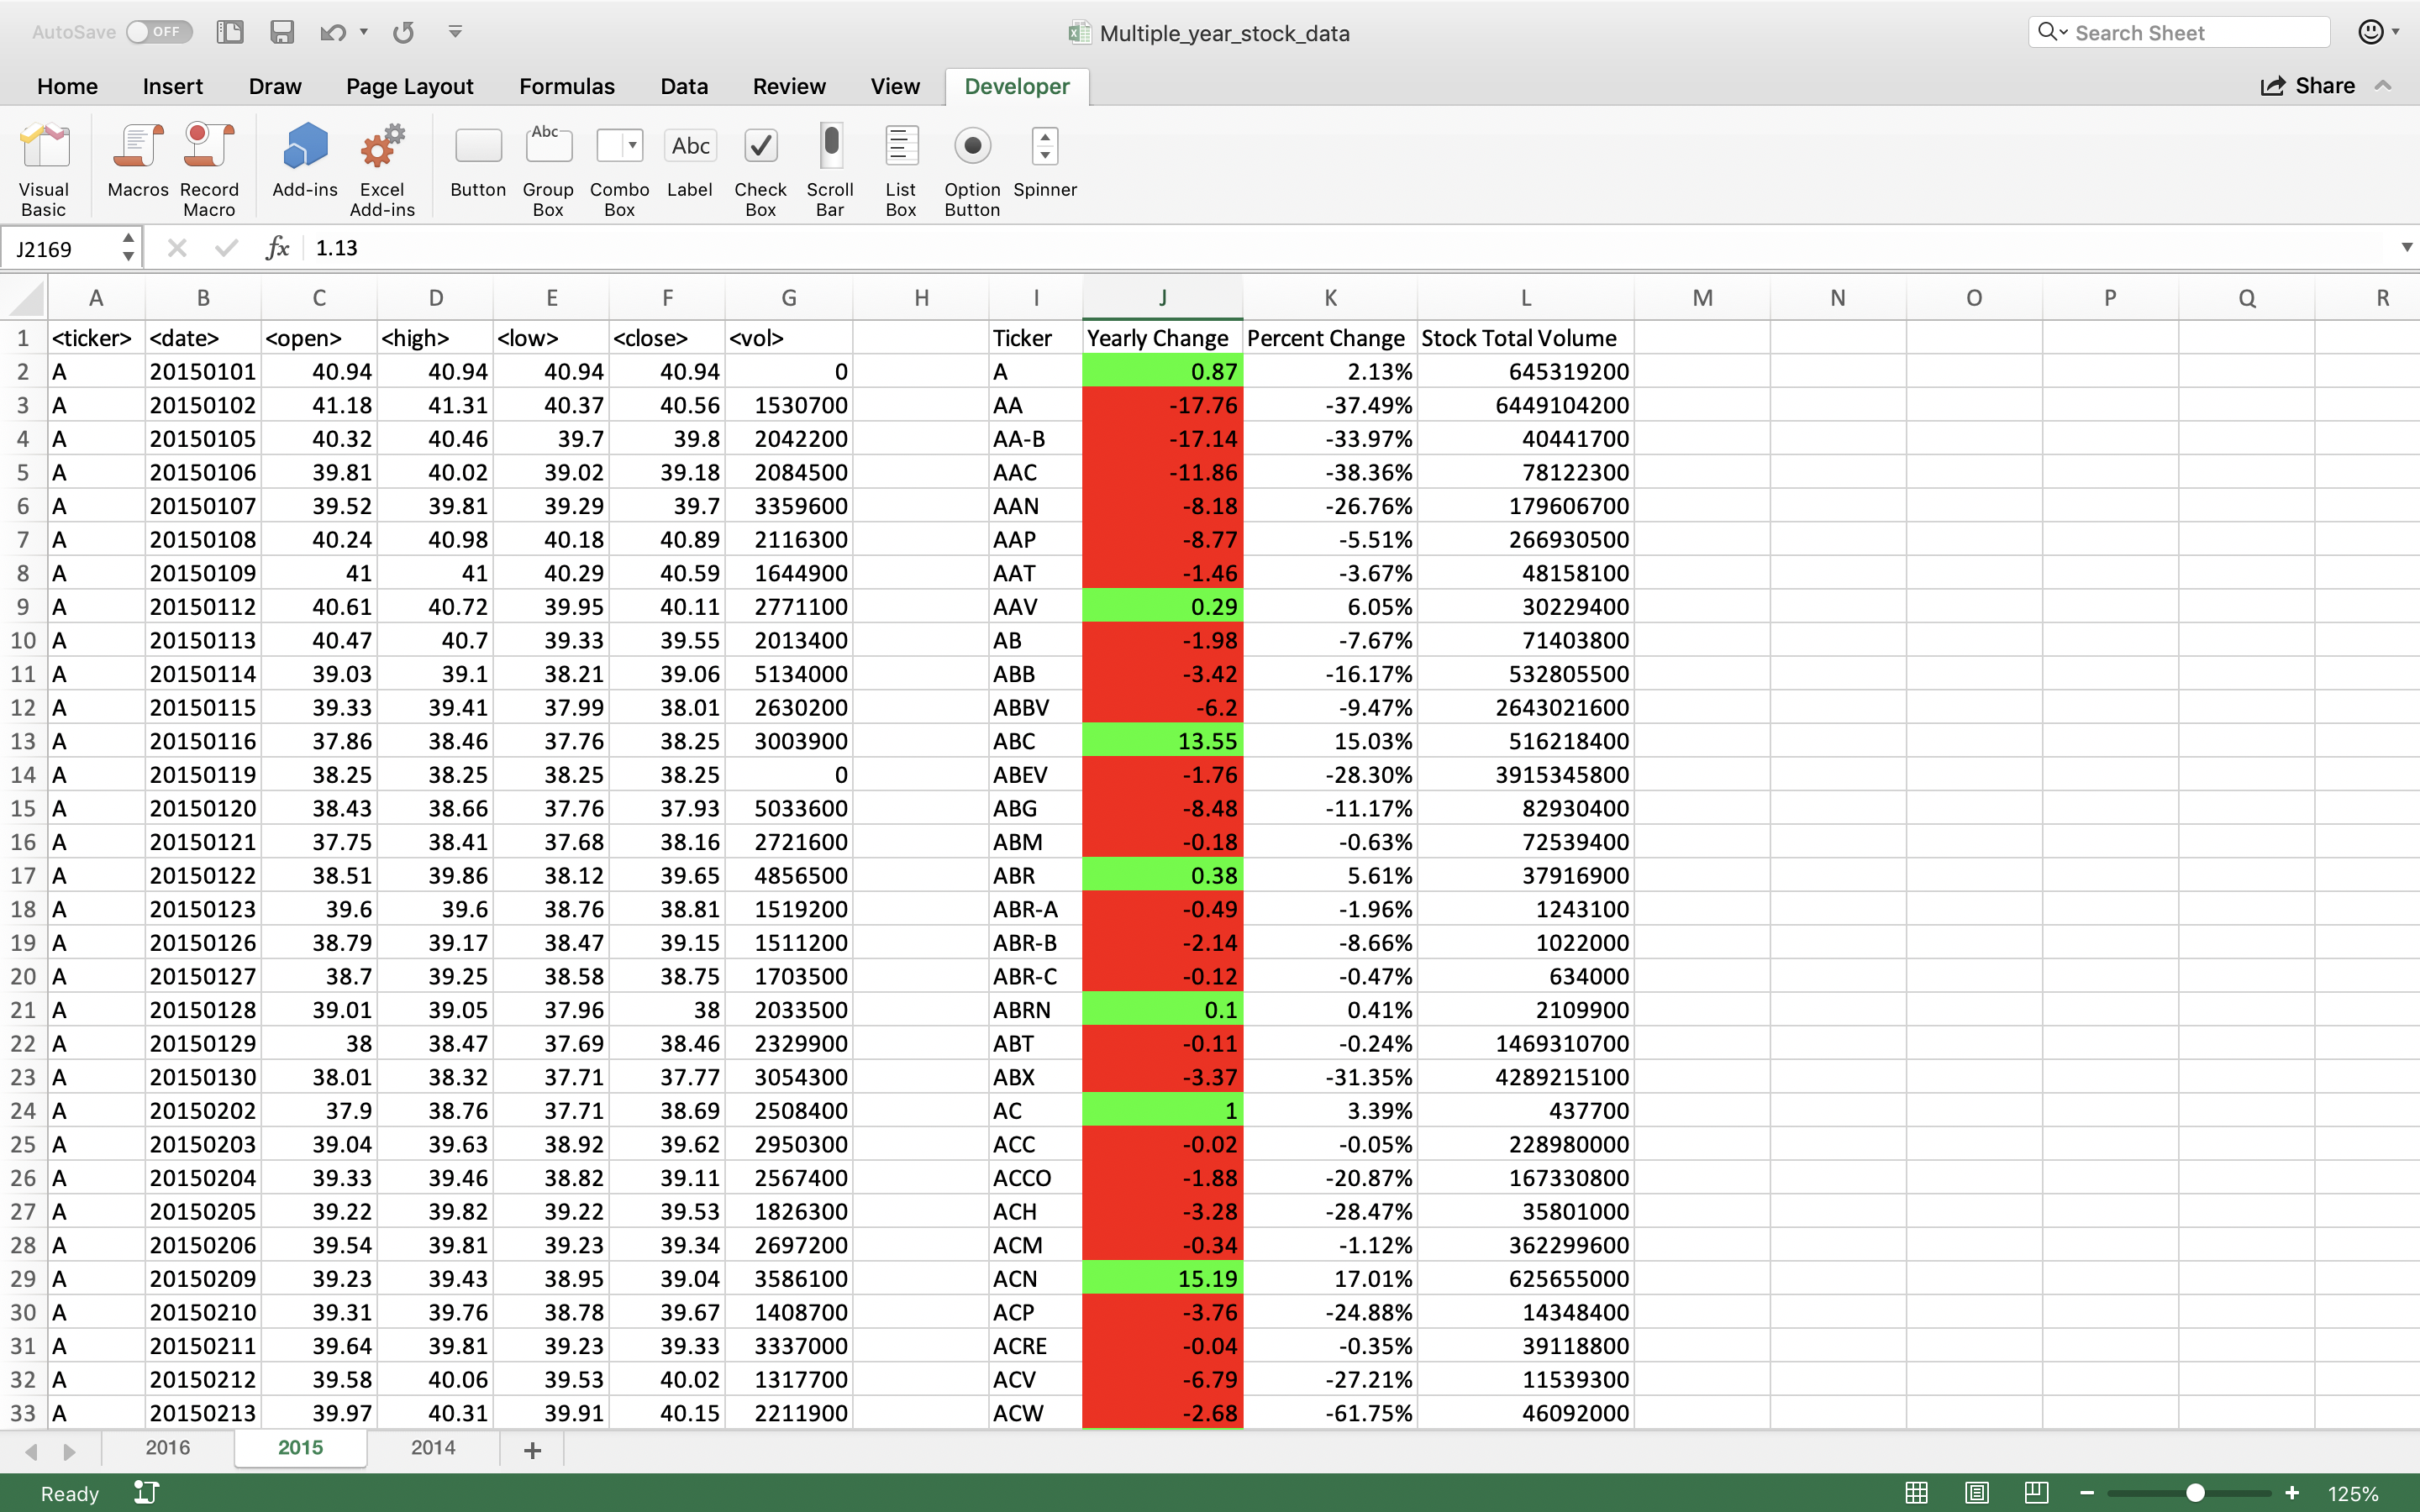 AutoSave OFF Multiple_year_stock_data Search Sheet
Home Insert Draw Page Layout Formulas Data Review View Developer Share
Abc Abc
Visual Basic Macros Record Macro Add-ins Excel Add-ins Button Group Box Combo Box Label Check Box Scroll Bar List Box Option Button Spinner
J2169 fx 1.13
A B C D E F G H I J K L M N O P Q R
1 <ticker> <date> <open> <high> <low> <close> <vol> Ticker Yearly Change Percent Change Stock Total Volume
2 A 20150101 40.94 40.94 40.94 40.94 0 A 0.87 2.13% 645319200
3 A 20150102 41.18 41.31 40.37 40.56 1530700 AA -17.76 -37.49% 6449104200
4 A 20150105 40.32 40.46 39.7 39.8 2042200 AA-B -17.14 -33.97% 40441700
5 A 20150106 39.81 40.02 39.02 39.18 2084500 AAC -11.86 -38.36% 78122300
6 A 20150107 39.52 39.81 39.29 39.7 3359600 AAN -8.18 -26.76% 179606700
7 A 20150108 40.24 40.98 40.18 40.89 2116300 AAP -8.77 -5.51% 266930500
8 A 20150109 41 41 40.29 40.59 1644900 AAT -1.46 -3.67% 48158100
9 A 20150112 40.61 40.72 39.95 40.11 2771100 AAV 0.29 6.05% 30229400
10 A 20150113 40.47 40.7 39.33 39.55 2013400 AB -1.98 -7.67% 71403800
11 A 20150114 39.03 39.1 38.21 39.06 5134000 ABB -3.42 -16.17% 532805500
12 A 20150115 39.33 39.41 37.99 38.01 2630200 ABBV -6.2 -9.47% 2643021600
13 A 20150116 37.86 38.46 37.76 38.25 3003900 ABC 13.55 15.03% 516218400
14 A 20150119 38.25 38.25 38.25 38.25 0 ABEV -1.76 -28.30% 3915345800
15 A 20150120 38.43 38.66 37.76 37.93 5033600 ABG -8.48 -11.17% 82930400
16 A 20150121 37.75 38.41 37.68 38.16 2721600 ABM -0.18 -0.63% 72539400
17 A 20150122 38.51 39.86 38.12 39.65 4856500 ABR 0.38 5.61% 37916900
18 A 20150123 39.6 39.6 38.76 38.81 1519200 ABR-A -0.49 -1.96% 1243100
19 A 20150126 38.79 39.17 38.47 39.15 1511200 ABR-B -2.14 -8.66% 1022000
20 A 20150127 38.7 39.25 38.58 38.75 1703500 ABR-C -0.12 -0.47% 634000
21 A 20150128 39.01 39.05 37.96 38 2033500 ABRN 0.1 0.41% 2109900
22 A 20150129 38 38.47 37.69 38.46 2329900 ABT -0.11 -0.24% 1469310700
23 A 20150130 38.01 38.32 37.71 37.77 3054300 ABX -3.37 -31.35% 4289215100
24 A 20150202 37.9 38.76 37.71 38.69 2508400 AC 1 3.39% 437700
25 A 20150203 39.04 39.63 38.92 39.62 2950300 ACC -0.02 -0.05% 228980000
26 A 20150204 39.33 39.46 38.82 39.11 2567400 ACCO -1.88 -20.87% 167330800
27 A 20150205 39.22 39.82 39.22 39.53 1826300 ACH -3.28 -28.47% 35801000
28 A 20150206 39.54 39.81 39.23 39.34 2697200 ACM -0.34 -1.12% 362299600
29 A 20150209 39.23 39.43 38.95 39.04 3586100 ACN 15.19 17.01% 625655000
30 A 20150210 39.31 39.76 38.78 39.67 1408700 ACP -3.76 -24.88% 14348400
31 A 20150211 39.64 39.81 39.23 39.33 3337000 ACRE -0.04 -0.35% 39118800
32 A 20150212 39.58 40.06 39.53 40.02 1317700 ACV -6.79 -27.21% 11539300
33 A 20150213 39.97 40.31 39.91 40.15 2211900 ACW -2.68 -61.75% 46092000
2016 2015 2014 +
Ready 125%